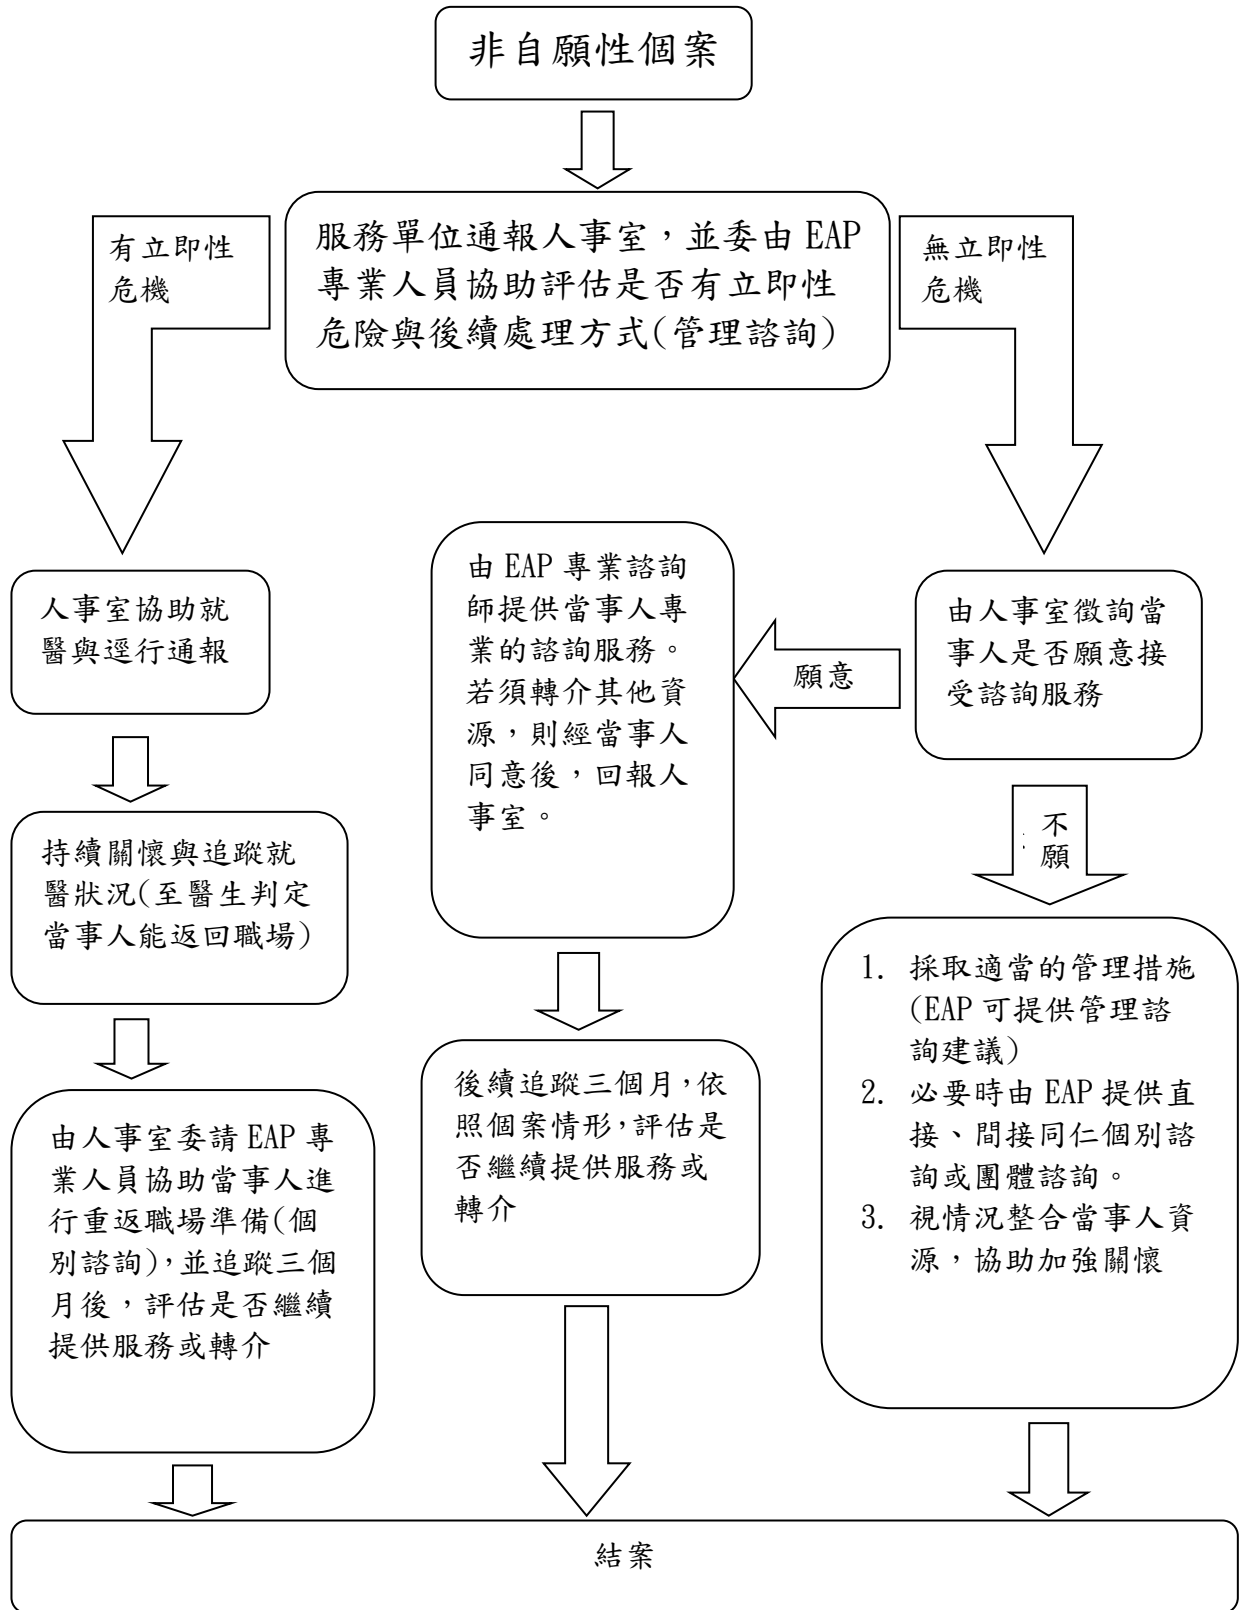 非自願性個案
服務單位通報人事室，並委由 EAP
專業人員協助評估是否有立即性
危險與後續處理方式(管理諮詢)
有立即性
危機
無立即性
危機
人事室協助就
醫與逕行通報
持續關懷與追蹤就
醫狀況(至醫生判定
當事人能返回職場)
由人事室委請 EAP 專
業人員協助當事人進
行重返職場準備(個
別諮詢)，並追蹤三個
月後，評估是否繼續
提供服務或轉介
由 EAP 專業諮詢
師提供當事人專
業的諮詢服務。
若須轉介其他資
源，則經當事人
同意後，回報人
事室。
後續追蹤三個月，依
照個案情形，評估是
否繼續提供服務或
轉介
願意
由人事室徵詢當
事人是否願意接
受諮詢服務
不
願
1. 採取適當的管理措施
(EAP 可提供管理諮
詢建議)
2. 必要時由 EAP 提供直
接、間接同仁個別諮
詢或團體諮詢。
3. 視情況整合當事人資
源，協助加強關懷
結案